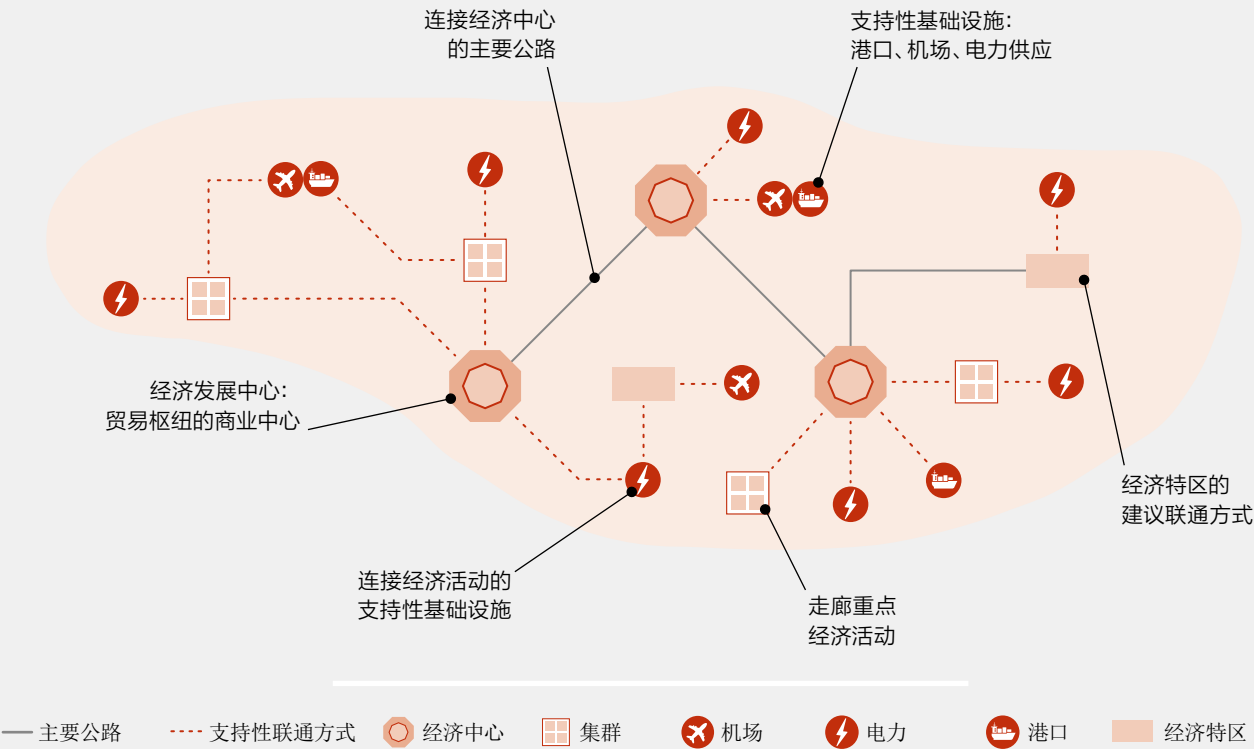 连接经济中心
的主要公路
支持性基础设施：
港口、机场、电力供应
经济发展中心：
贸易枢纽的商业中心
经济特区的
建议联通方式
连接经济活动的
支持性基础设施
走廊重点
经济活动
主要公路
支持性联通方式
经济中心
集群
机场
电力
港口
经济特区